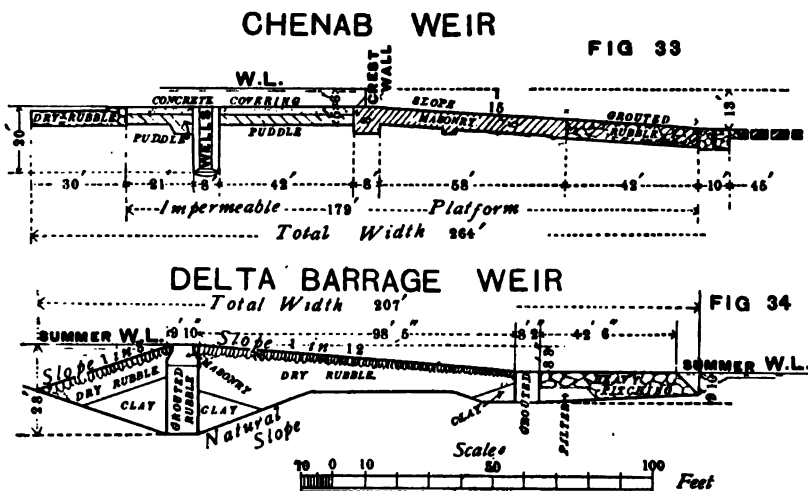 CHENAB WEIR
FIG 33
W.L.
CREST WALL
CONCRETE COVERING
SLOPE
15
DRY RUBBLE
MASONRY
GROUTED RUBBLE
13'
20'
PUDDLE
WELLS
PUDDLE
30' 21' 8' 42' 8' 58' 42' 10' 45'
Impermeable 179' Platform
Total Width 264'
DELTA BARRAGE WEIR
Total Width 207'
FIG 34
SUMMER W.L. 9' 10" 98' 5" 8' 2" 42' 6"
Slope 1 in 8
Slope 1 in 12
SUMMER W.L.
MASONRY
DRY RUBBLE
DRY RUBBLE
HEAVY PITCHING
28'
CLAY
GROUTED RUBBLE
CLAY
CLAY
GROUTED
FILTER
Natural Slope
Scale
10 0 10 50 100 Feet